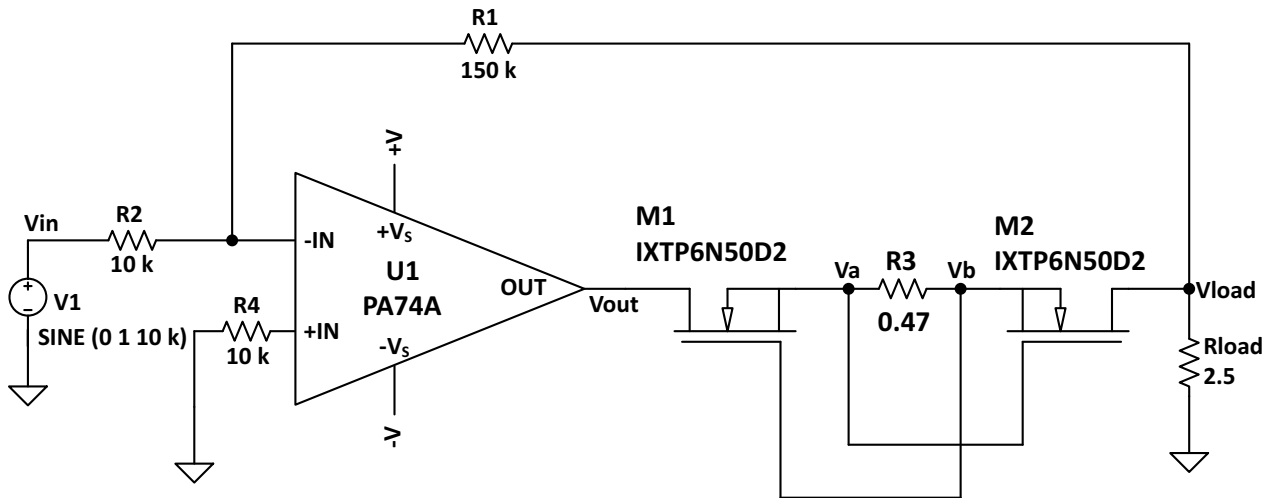 R1
150 k
+V
Vin
R2
10 k
-IN
+VS
U1
PA74A
OUT
Vout
V1
SINE (0 1 10 k)
R4
10 k
+IN
-VS
-V
M1
IXTP6N50D2
Va
R3
0.47
Vb
M2
IXTP6N50D2
Vload
Rload
2.5